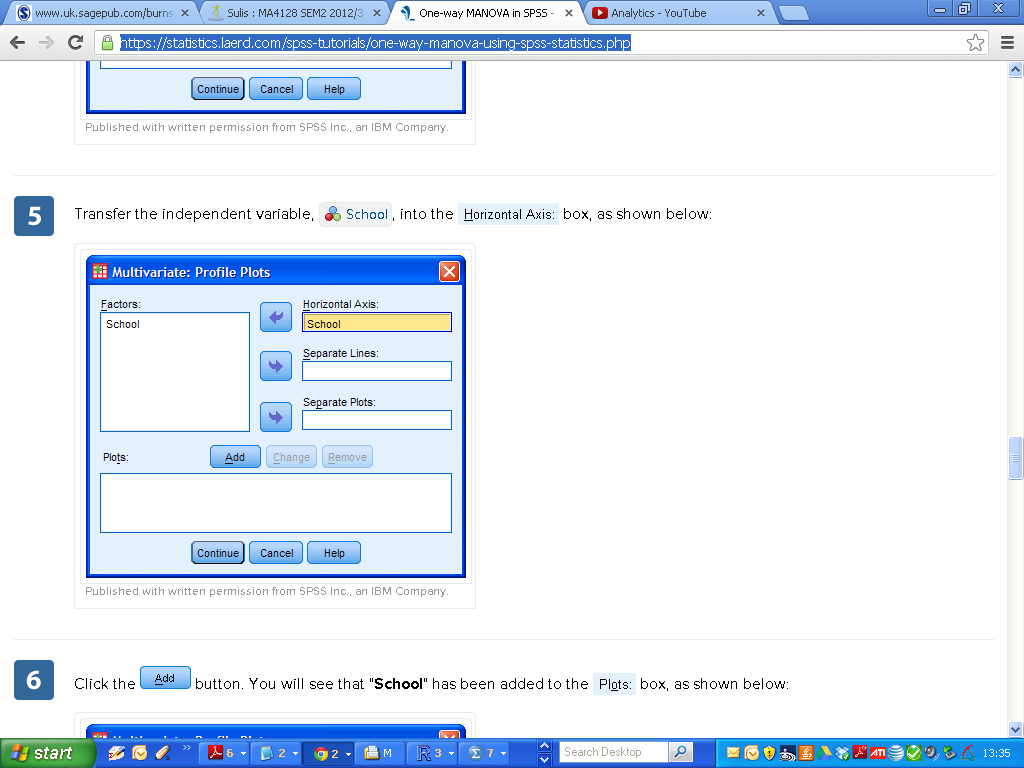 www.uk.sagepub.com/burns
Sulis : MA4128 SEM2 2012/3
One-way MANOVA in SPSS -
Analytics - YouTube
https://statistics.laerd.com/spss-tutorials/one-way-manova-using-spss-statistics.php
Continue Cancel Help
Published with written permission from SPSS Inc., an IBM Company.
5 Transfer the independent variable, School, into the Horizontal Axis: box, as shown below:
Multivariate: Profile Plots
Factors:
School
Horizontal Axis:
School
Separate Lines:
Separate Plots:
Plots: Add Change Remove
Continue Cancel Help
Published with written permission from SPSS Inc., an IBM Company.
6 Click the Add button. You will see that "School" has been added to the Plots: box, as shown below:
Multivariate: Profile Plots
start 6 2 2 M R 3 Σ 7 Search Desktop ATI 13:35